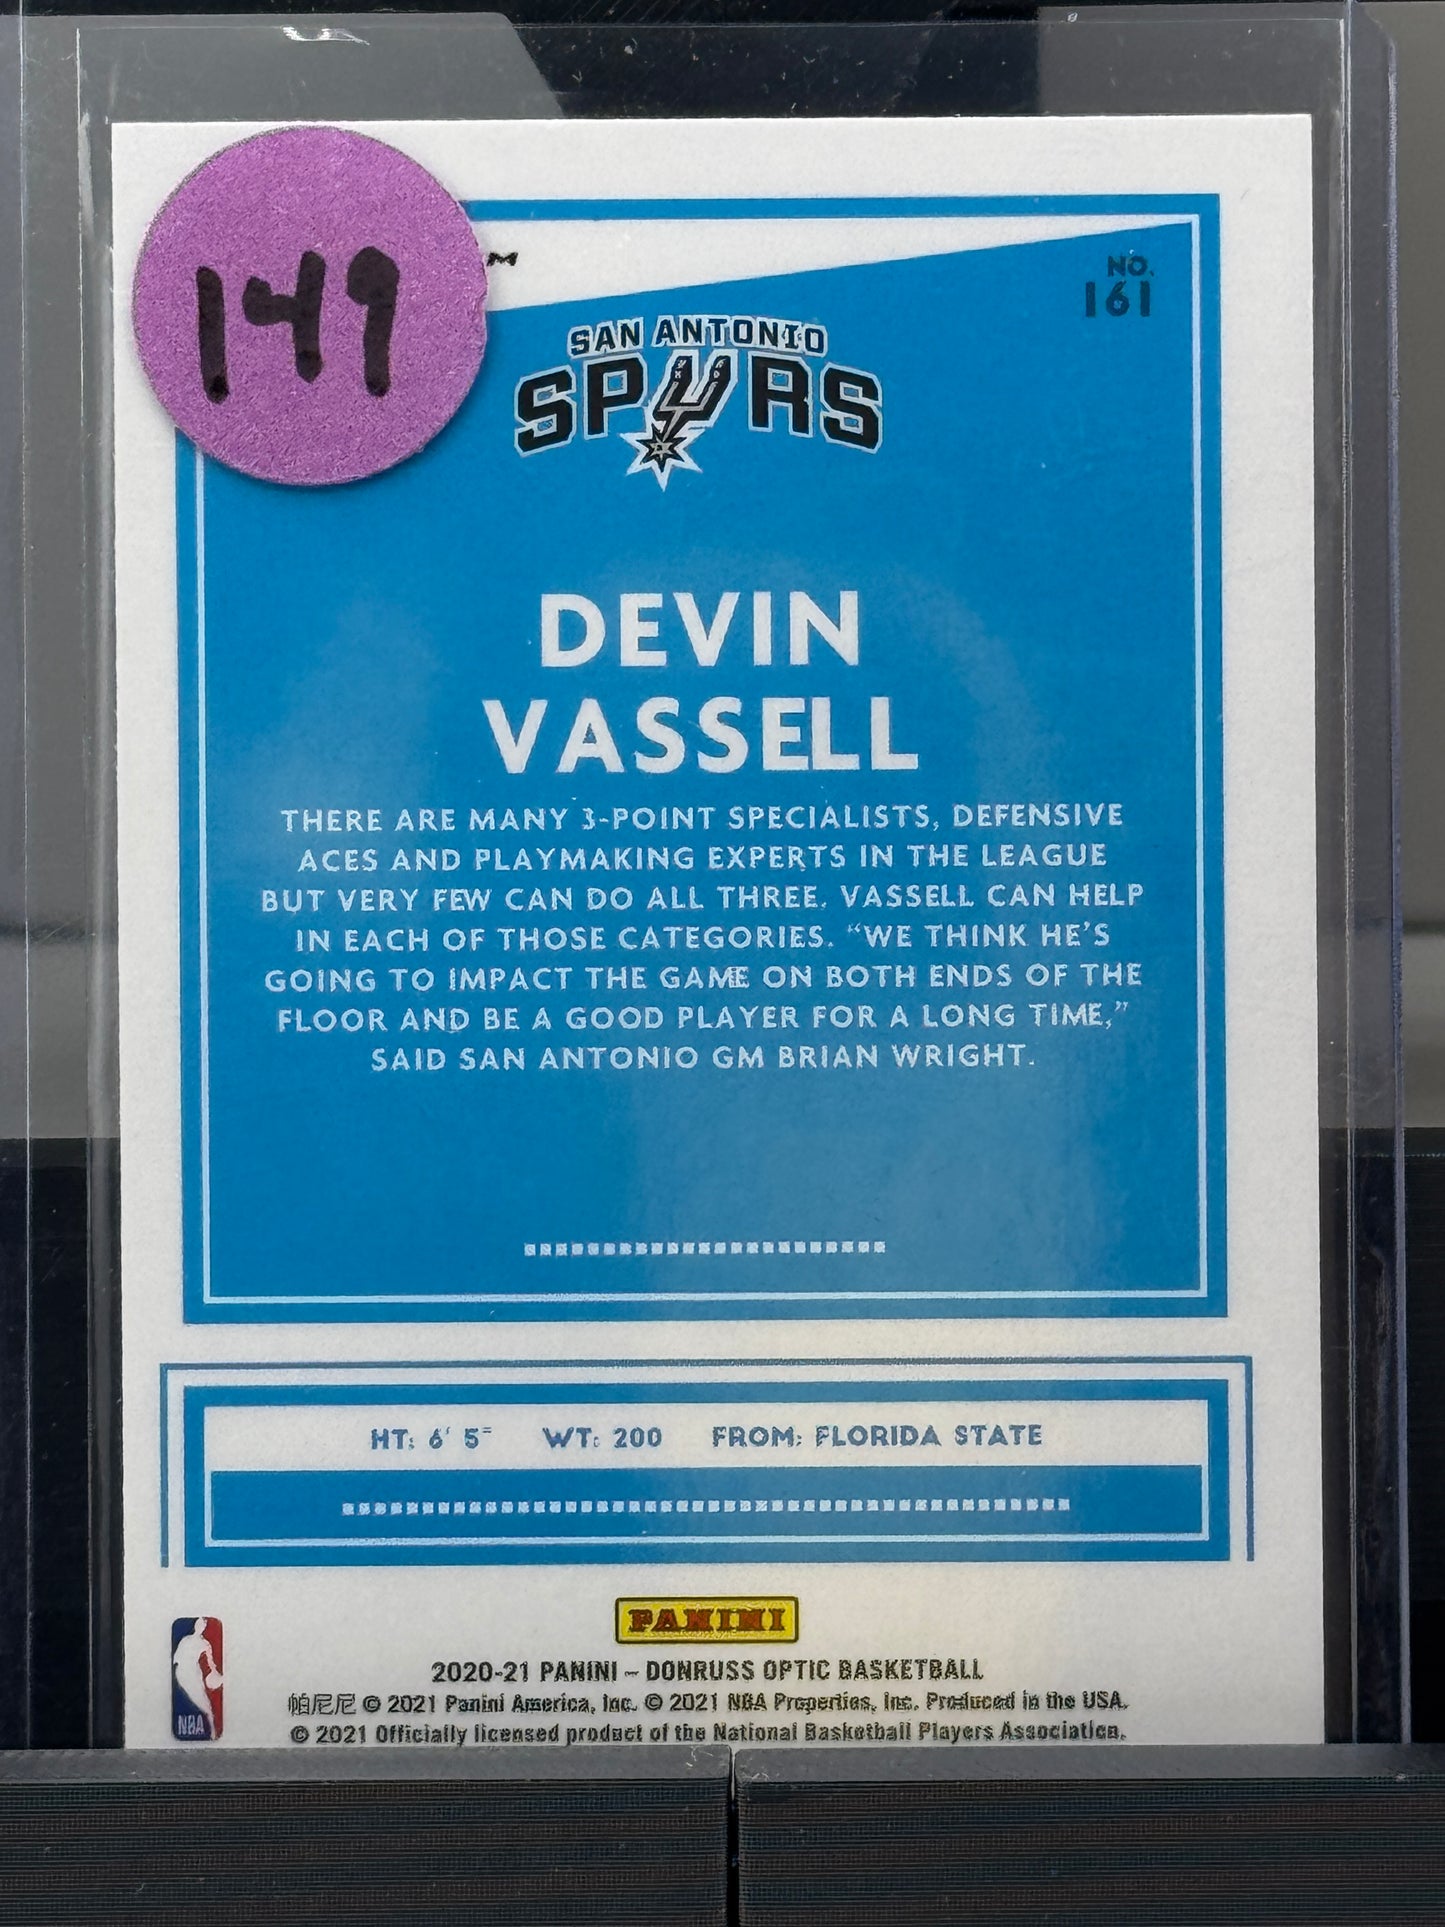 149
M
NO.
161
SAN ANTONIO
SPURS
DEVIN
VASSELL
THERE ARE MANY 3-POINT SPECIALISTS, DEFENSIVE
ACES AND PLAYMAKING EXPERTS IN THE LEAGUE
BUT VERY FEW CAN DO ALL THREE. VASSELL CAN HELP
IN EACH OF THOSE CATEGORIES. “WE THINK HE’S
GOING TO IMPACT THE GAME ON BOTH ENDS OF THE
FLOOR AND BE A GOOD PLAYER FOR A LONG TIME,”
SAID SAN ANTONIO GM BRIAN WRIGHT.
HT: 6' 5" WT: 200 FROM: FLORIDA STATE
PANINI
2020-21 PANINI – DONRUSS OPTIC BASKETBALL
帕尼尼 © 2021 Panini America, Inc. © 2021 NBA Properties, Inc. Produced in the USA.
© 2021 Officially licensed product of the National Basketball Players Association.
NBA